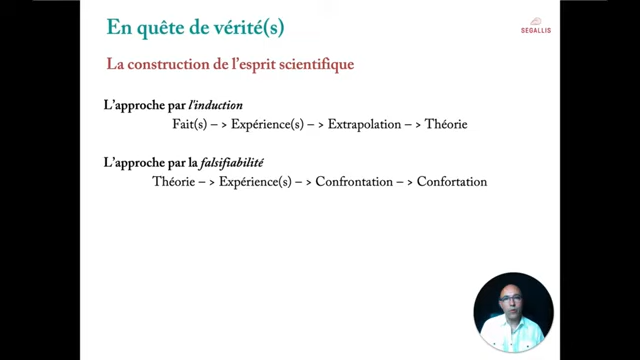 En quête de vérité(s)
SEGALLIS
La construction de l'esprit scientifique
L'approche par l'induction
Fait(s) – > Expérience(s) – > Extrapolation – > Théorie
L'approche par la falsifiabilité
Théorie – > Expérience(s) – > Confrontation – > Confortation